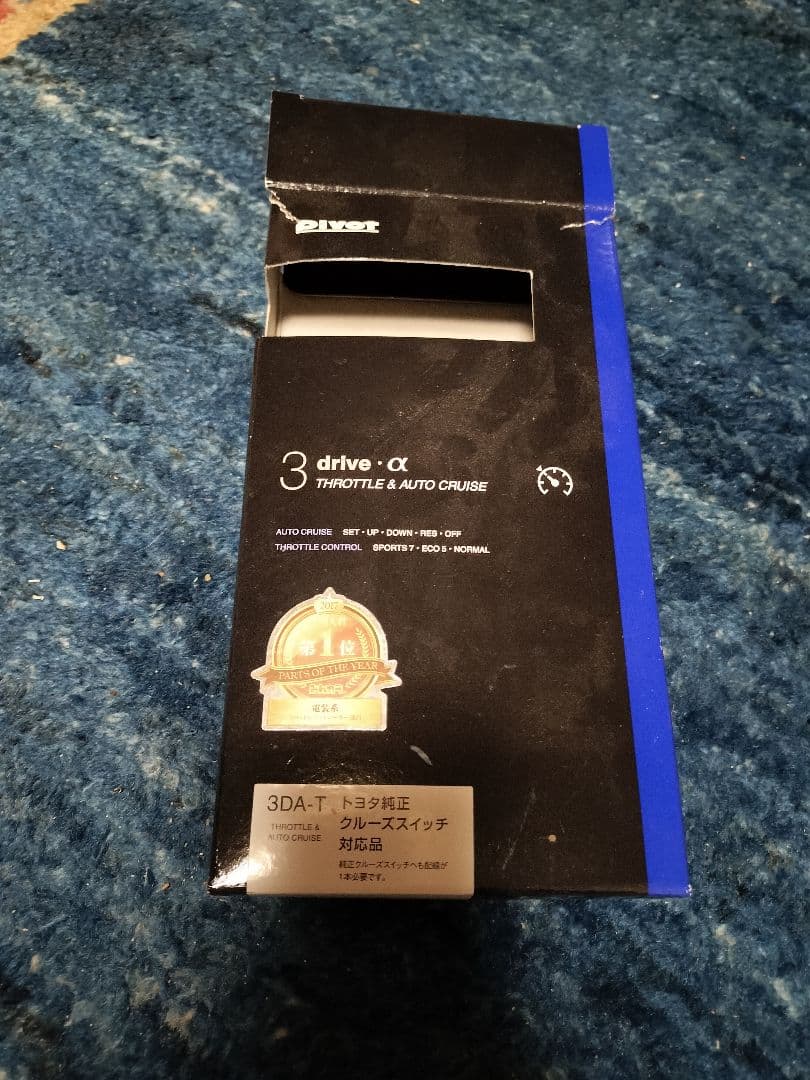 pivot
3 drive・α
THROTTLE & AUTO CRUISE
AUTO CRUISE SET・UP・DOWN・RES・OFF
THROTTLE CONTROL SPORTS 7・ECO 5・NORMAL
2017
第1位
PARTS OF THE YEAR
電装系
3DA-T
THROTTLE &
AUTO CRUISE
トヨタ純正
クルーズスイッチ
対応品
純正クルーズスイッチへも配線が
1本必要です。